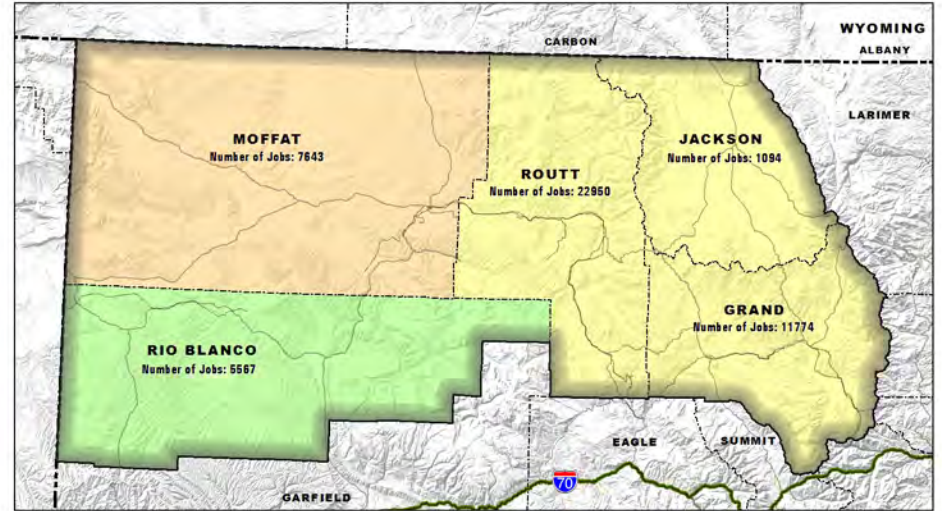 WYOMING
CARBON
ALBANY
LARIMER
MOFFAT
Number of Jobs: 7643
JACKSON
Number of Jobs: 1094
ROUTT
Number of Jobs: 22950
GRAND
Number of Jobs: 11774
RIO BLANCO
Number of Jobs: 5567
EAGLE
SUMMIT
70
GARFIELD